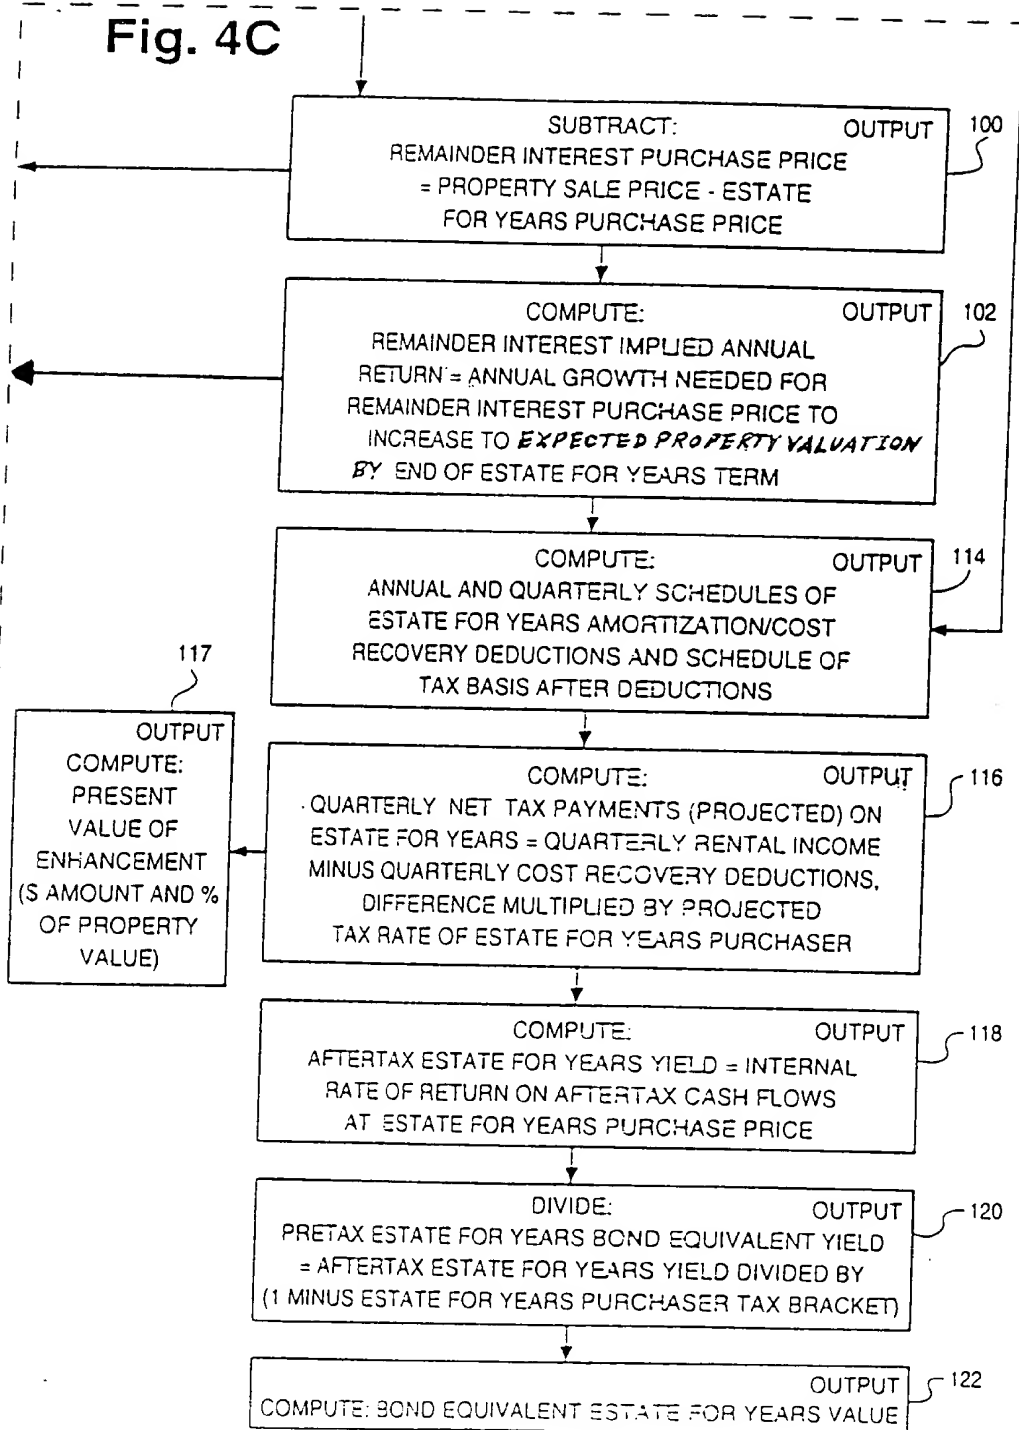 Fig. 4C
SUBTRACT: OUTPUT
100
REMAINDER INTEREST PURCHASE PRICE
= PROPERTY SALE PRICE - ESTATE
FOR YEARS PURCHASE PRICE
COMPUTE: OUTPUT
102
REMAINDER INTEREST IMPLIED ANNUAL
RETURN = ANNUAL GROWTH NEEDED FOR
REMAINDER INTEREST PURCHASE PRICE TO
INCREASE TO EXPECTED PROPERTY VALUATION
BY END OF ESTATE FOR YEARS TERM
COMPUTE: OUTPUT
114
ANNUAL AND QUARTERLY SCHEDULES OF
ESTATE FOR YEARS AMORTIZATION/COST
RECOVERY DEDUCTIONS AND SCHEDULE OF
TAX BASIS AFTER DEDUCTIONS
117
OUTPUT
COMPUTE:
PRESENT
VALUE OF
ENHANCEMENT
(S AMOUNT AND %
OF PROPERTY
VALUE)
COMPUTE: OUTPUT
116
QUARTERLY NET TAX PAYMENTS (PROJECTED) ON
ESTATE FOR YEARS = QUARTERLY RENTAL INCOME
MINUS QUARTERLY COST RECOVERY DEDUCTIONS,
DIFFERENCE MULTIPLIED BY PROJECTED
TAX RATE OF ESTATE FOR YEARS PURCHASER
COMPUTE: OUTPUT
118
AFTERTAX ESTATE FOR YEARS YIELD = INTERNAL
RATE OF RETURN ON AFTERTAX CASH FLOWS
AT ESTATE FOR YEARS PURCHASE PRICE
DIVIDE: OUTPUT
120
PRETAX ESTATE FOR YEARS BOND EQUIVALENT YIELD
= AFTERTAX ESTATE FOR YEARS YIELD DIVIDED BY
(1 MINUS ESTATE FOR YEARS PURCHASER TAX BRACKET)
OUTPUT
122
COMPUTE: BOND EQUIVALENT ESTATE FOR YEARS VALUE